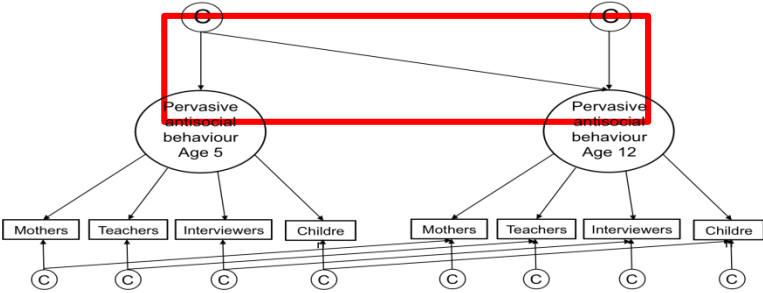 C
C
Pervasive
antisocial
behaviour
Age 5
Pervasive
antisocial
behaviour
Age 12
Mothers
Teachers
Interviewers
Childre
Mothers
Teachers
Interviewers
Childre
C
C
C
C
C
C
C
C